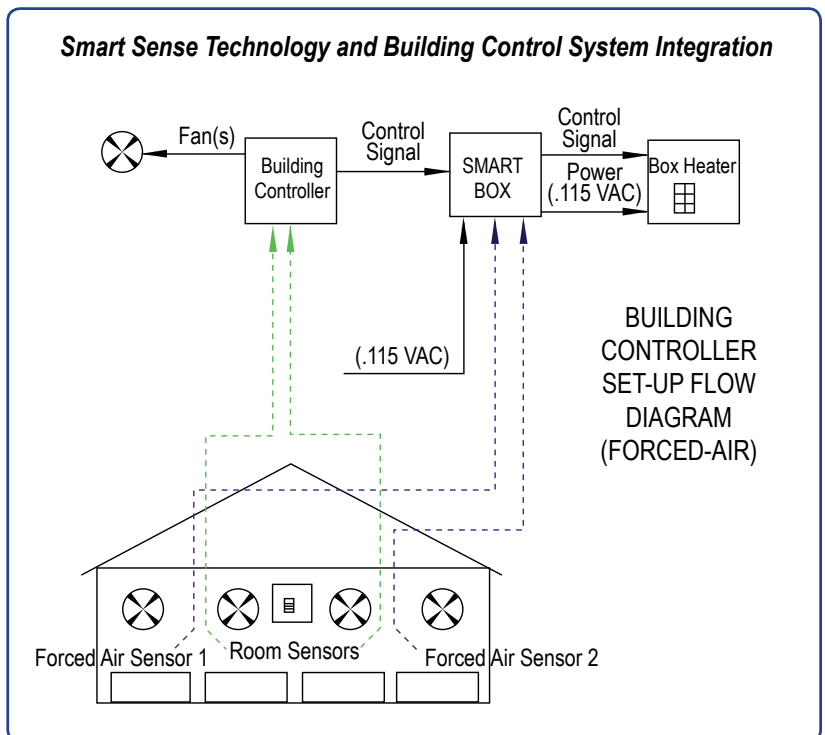 Smart Sense Technology and Building Control System Integration
Fan(s)
Building
Controller
Control
Signal
SMART
BOX
Control
Signal
Power
(.115 VAC)
Box Heater
(.115 VAC)
BUILDING
CONTROLLER
SET-UP FLOW
DIAGRAM
(FORCED-AIR)
Forced Air Sensor 1
Room Sensors
Forced Air Sensor 2